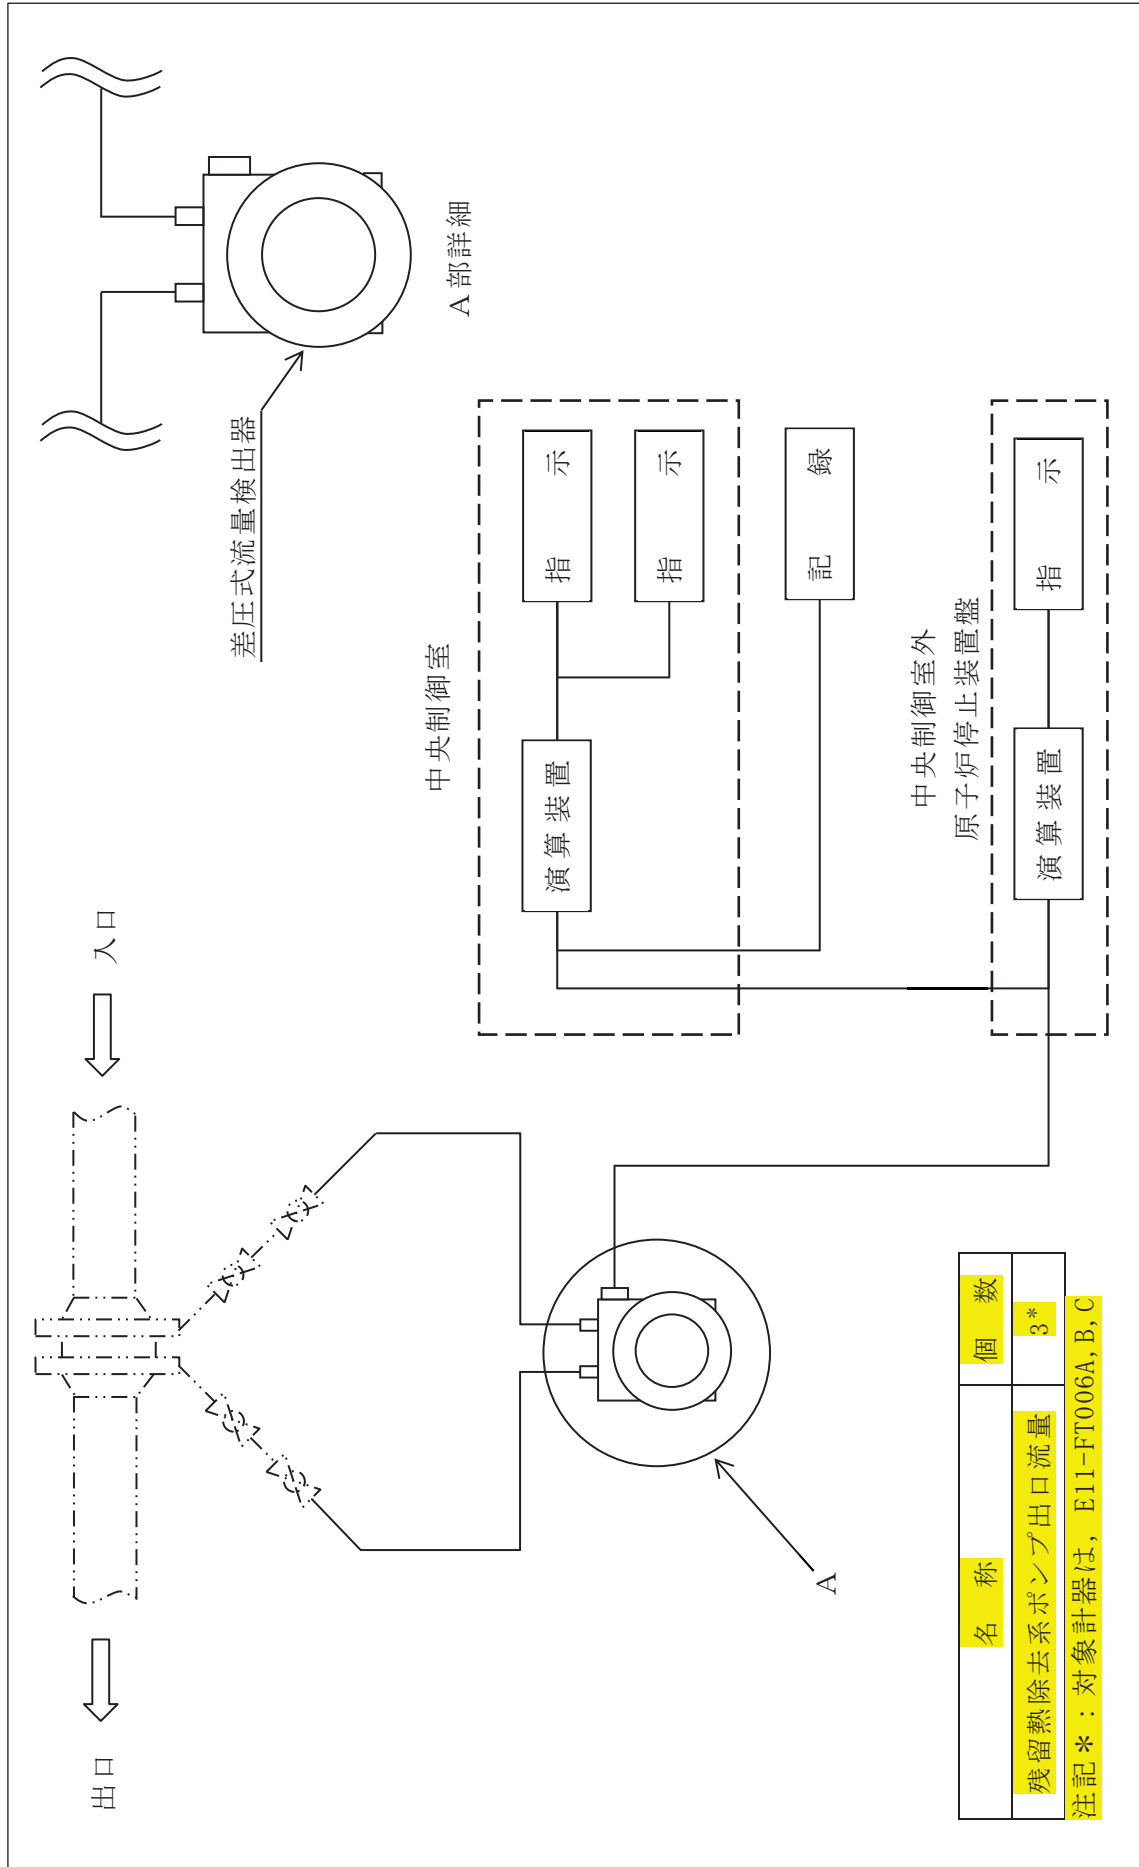 出口
入口
差圧式流量検出器
A部詳細
中央制御室
演算装置
指示
指示
記録
中央制御室外
原子炉停止装置盤
演算装置
指示
A
名称 個数
残留熱除去系ポンプ出口流量 3*
注記＊：対象計器は，E11-FT006A,B,C